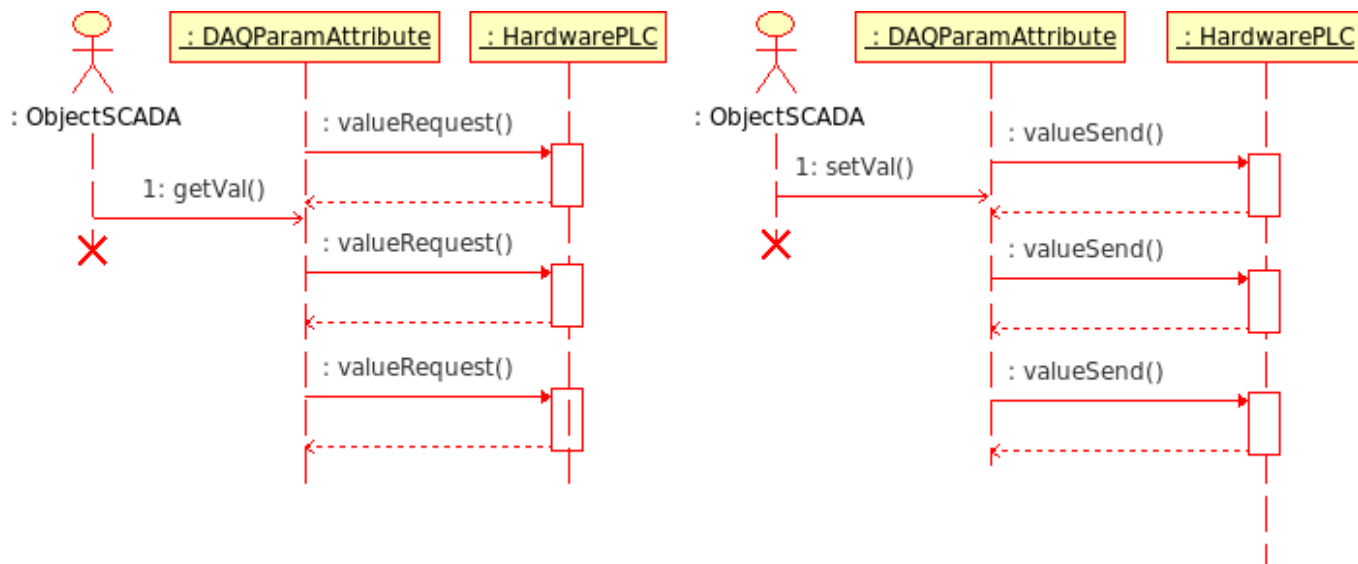 : DAQParamAttribute
: HardwarePLC
: ObjectSCADA
: valueRequest()
1: getVal()
: valueRequest()
: valueRequest()
: DAQParamAttribute
: HardwarePLC
: ObjectSCADA
: valueSend()
1: setVal()
: valueSend()
: valueSend()